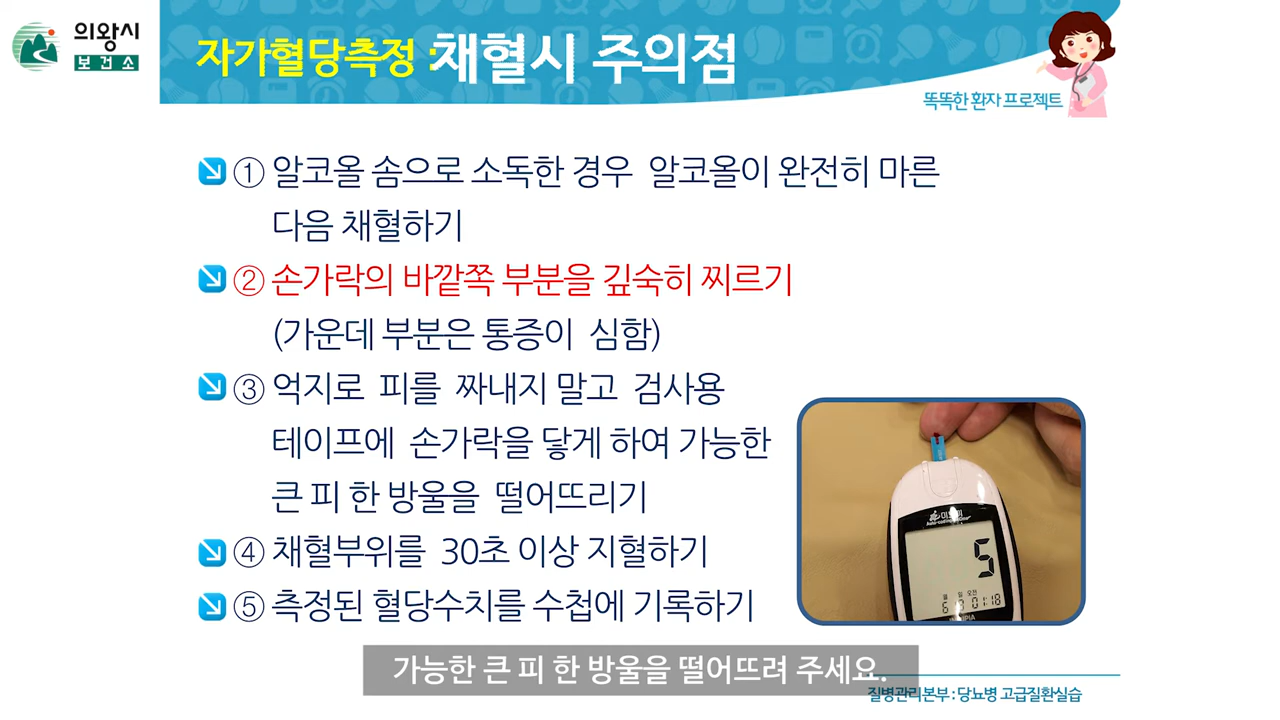 의왕시
보건소
자가혈당측정 : 채혈시 주의점
똑똑한 환자 프로젝트
① 알코올 솜으로 소독한 경우 알코올이 완전히 마른
다음 채혈하기
② 손가락의 바깥쪽 부분을 깊숙히 찌르기
(가운데 부분은 통증이 심함)
③ 억지로 피를 짜내지 말고 검사용
테이프에 손가락을 닿게 하여 가능한
큰 피 한 방울을 떨어뜨리기
④ 채혈부위를 30초 이상 지혈하기
⑤ 측정된 혈당수치를 수첩에 기록하기
5
월 일 오전
가능한 큰 피 한 방울을 떨어뜨려 주세요.
질병관리본부 : 당뇨병 고급질환실습